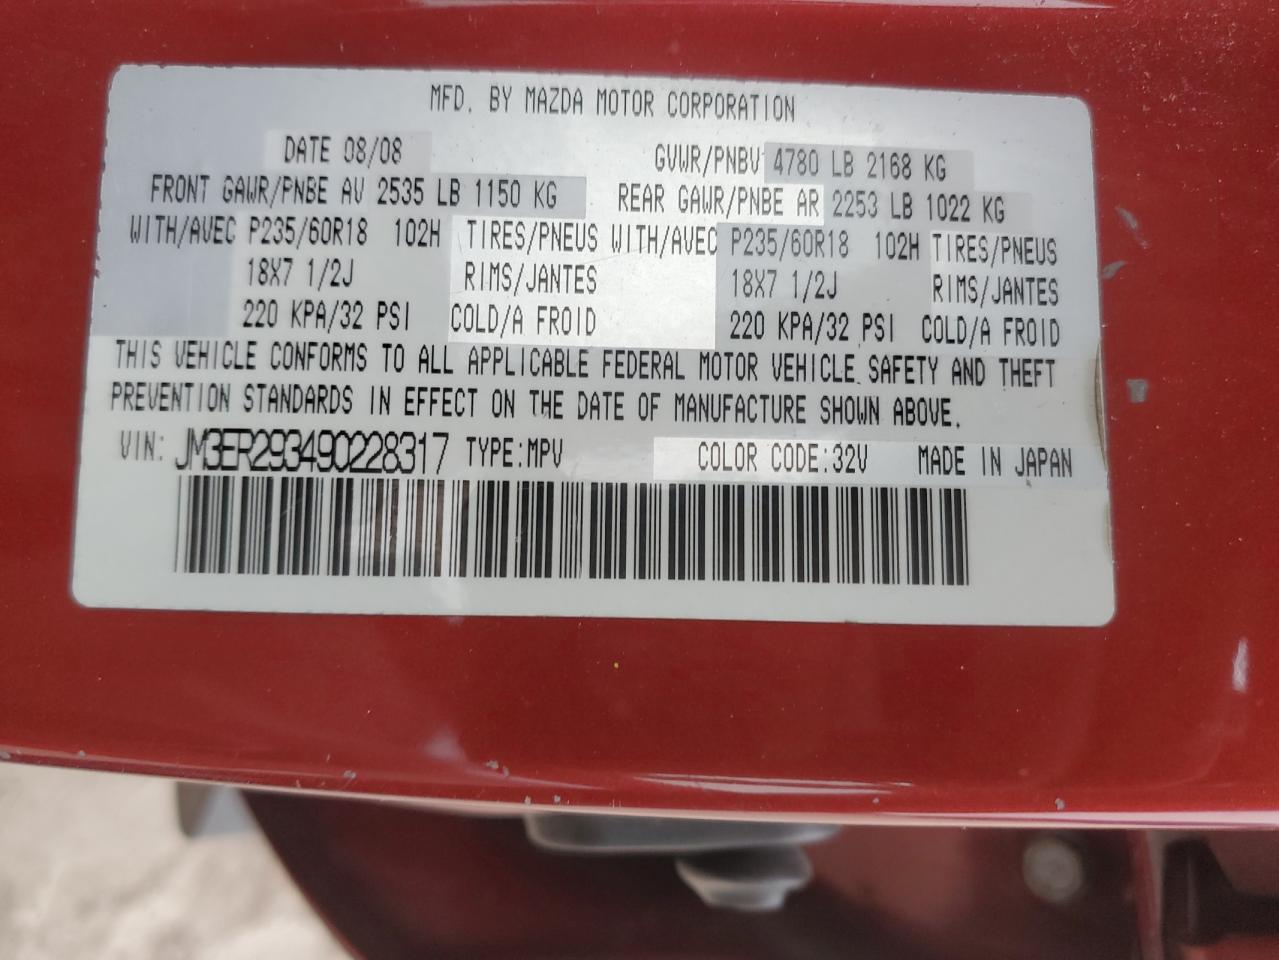 MFD. BY MAZDA MOTOR CORPORATION
DATE 08/08 GVWR/PNBV 4780 LB 2168 KG
FRONT GAWR/PNBE AV 2535 LB 1150 KG REAR GAWR/PNBE AR 2253 LB 1022 KG
WITH/AVEC P235/60R18 102H TIRES/PNEUS WITH/AVEC P235/60R18 102H TIRES/PNEUS
18X7 1/2J RIMS/JANTES 18X7 1/2J RIMS/JANTES
220 KPA/32 PSI COLD/A FROID 220 KPA/32 PSI COLD/A FROID
THIS VEHICLE CONFORMS TO ALL APPLICABLE FEDERAL MOTOR VEHICLE SAFETY AND THEFT
PREVENTION STANDARDS IN EFFECT ON THE DATE OF MANUFACTURE SHOWN ABOVE.
VIN: JM3ER293490228317 TYPE:MPV COLOR CODE:32V MADE IN JAPAN